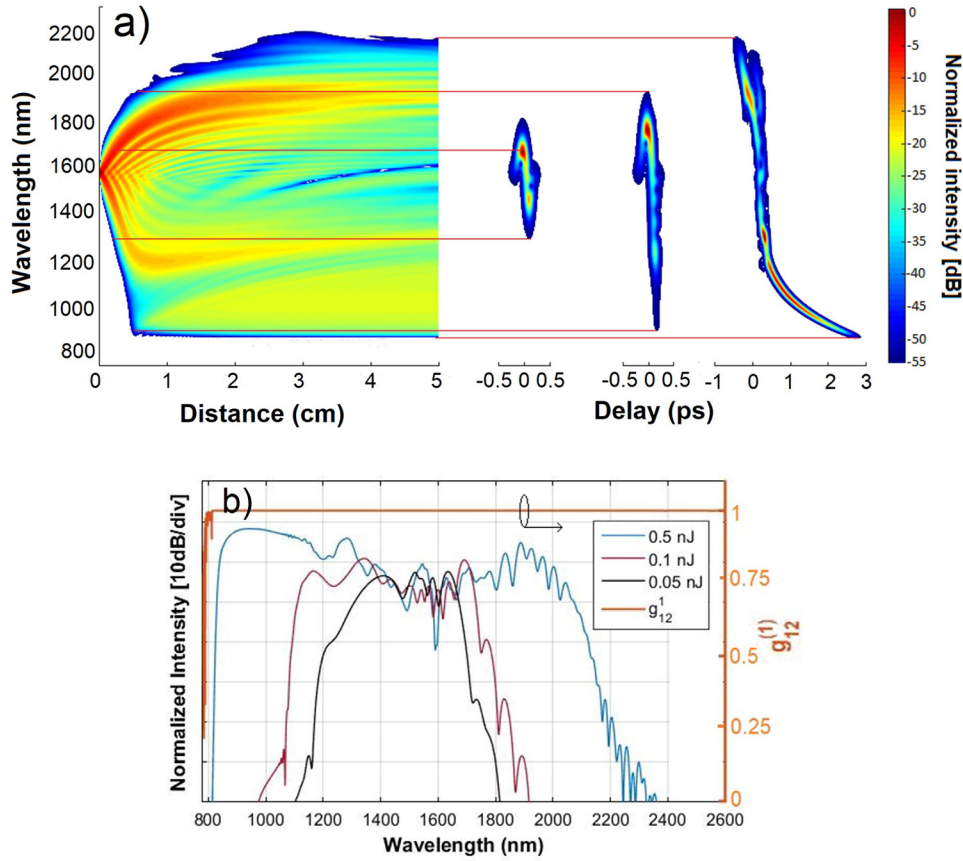 a)
Wavelength (nm)
2200
2000
1800
1600
1400
1200
1000
800
0 1 2 3 4 5
Distance (cm)
-0.5 0 0.5
-0.5 0 0.5
-1 0 1 2 3
Delay (ps)
0
-5
-10
-15
-20
-25
-30
-35
-40
-45
-50
-55
Normalized intensity [dB]
b)
Normalized Intensity [10dB/div]
0.5 nJ
0.1 nJ
0.05 nJ
g¹₁₂
1
0.75
0.5
0.25
0
g₁₂⁽¹⁾
800 1000 1200 1400 1600 1800 2000 2200 2400 2600
Wavelength (nm)